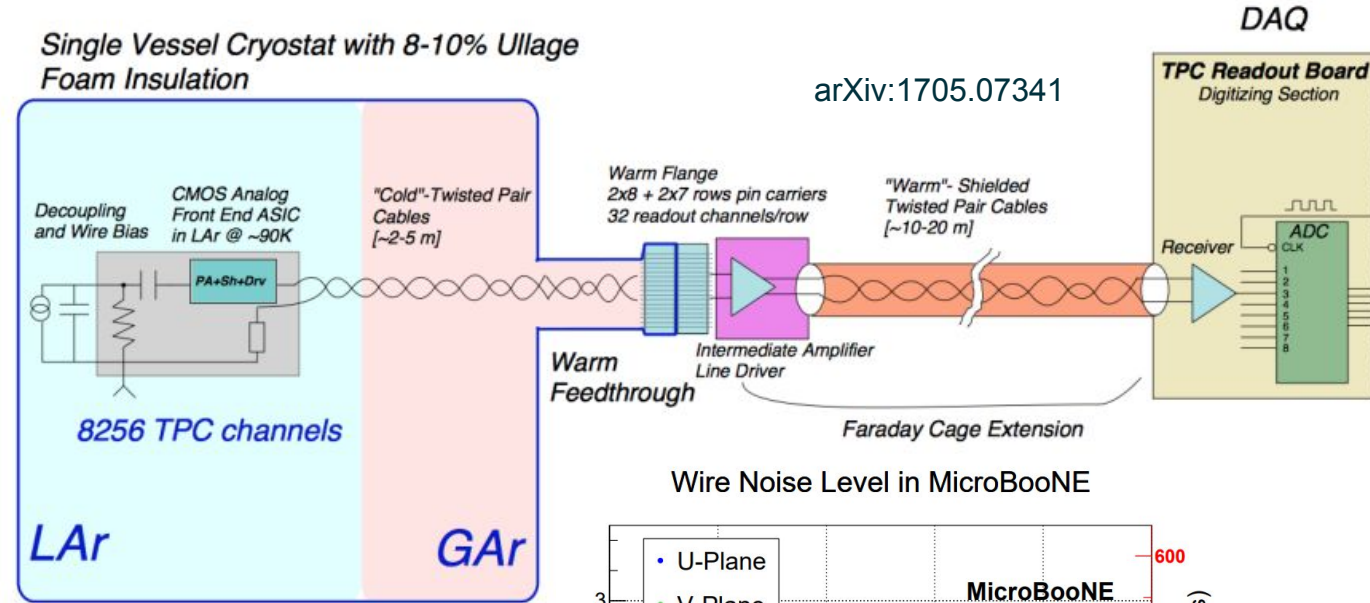 Single Vessel Cryostat with 8-10% Ullage
Foam Insulation
arXiv:1705.07341
DAQ
TPC Readout Board
Digitizing Section
Decoupling
and Wire Bias
CMOS Analog
Front End ASIC
in LAr @ ~90K
PA+Sh+Drv
"Cold"-Twisted Pair
Cables
[~2-5 m]
Warm Flange
2x8 + 2x7 rows pin carriers
32 readout channels/row
"Warm"- Shielded
Twisted Pair Cables
[~10-20 m]
Receiver
ADC
CLK
1
2
3
4
5
6
7
8
Intermediate Amplifier
Line Driver
Warm
Feedthrough
Faraday Cage Extension
8256 TPC channels
LAr
GAr
Wire Noise Level in MicroBooNE
U-Plane
MicroBooNE
600
3